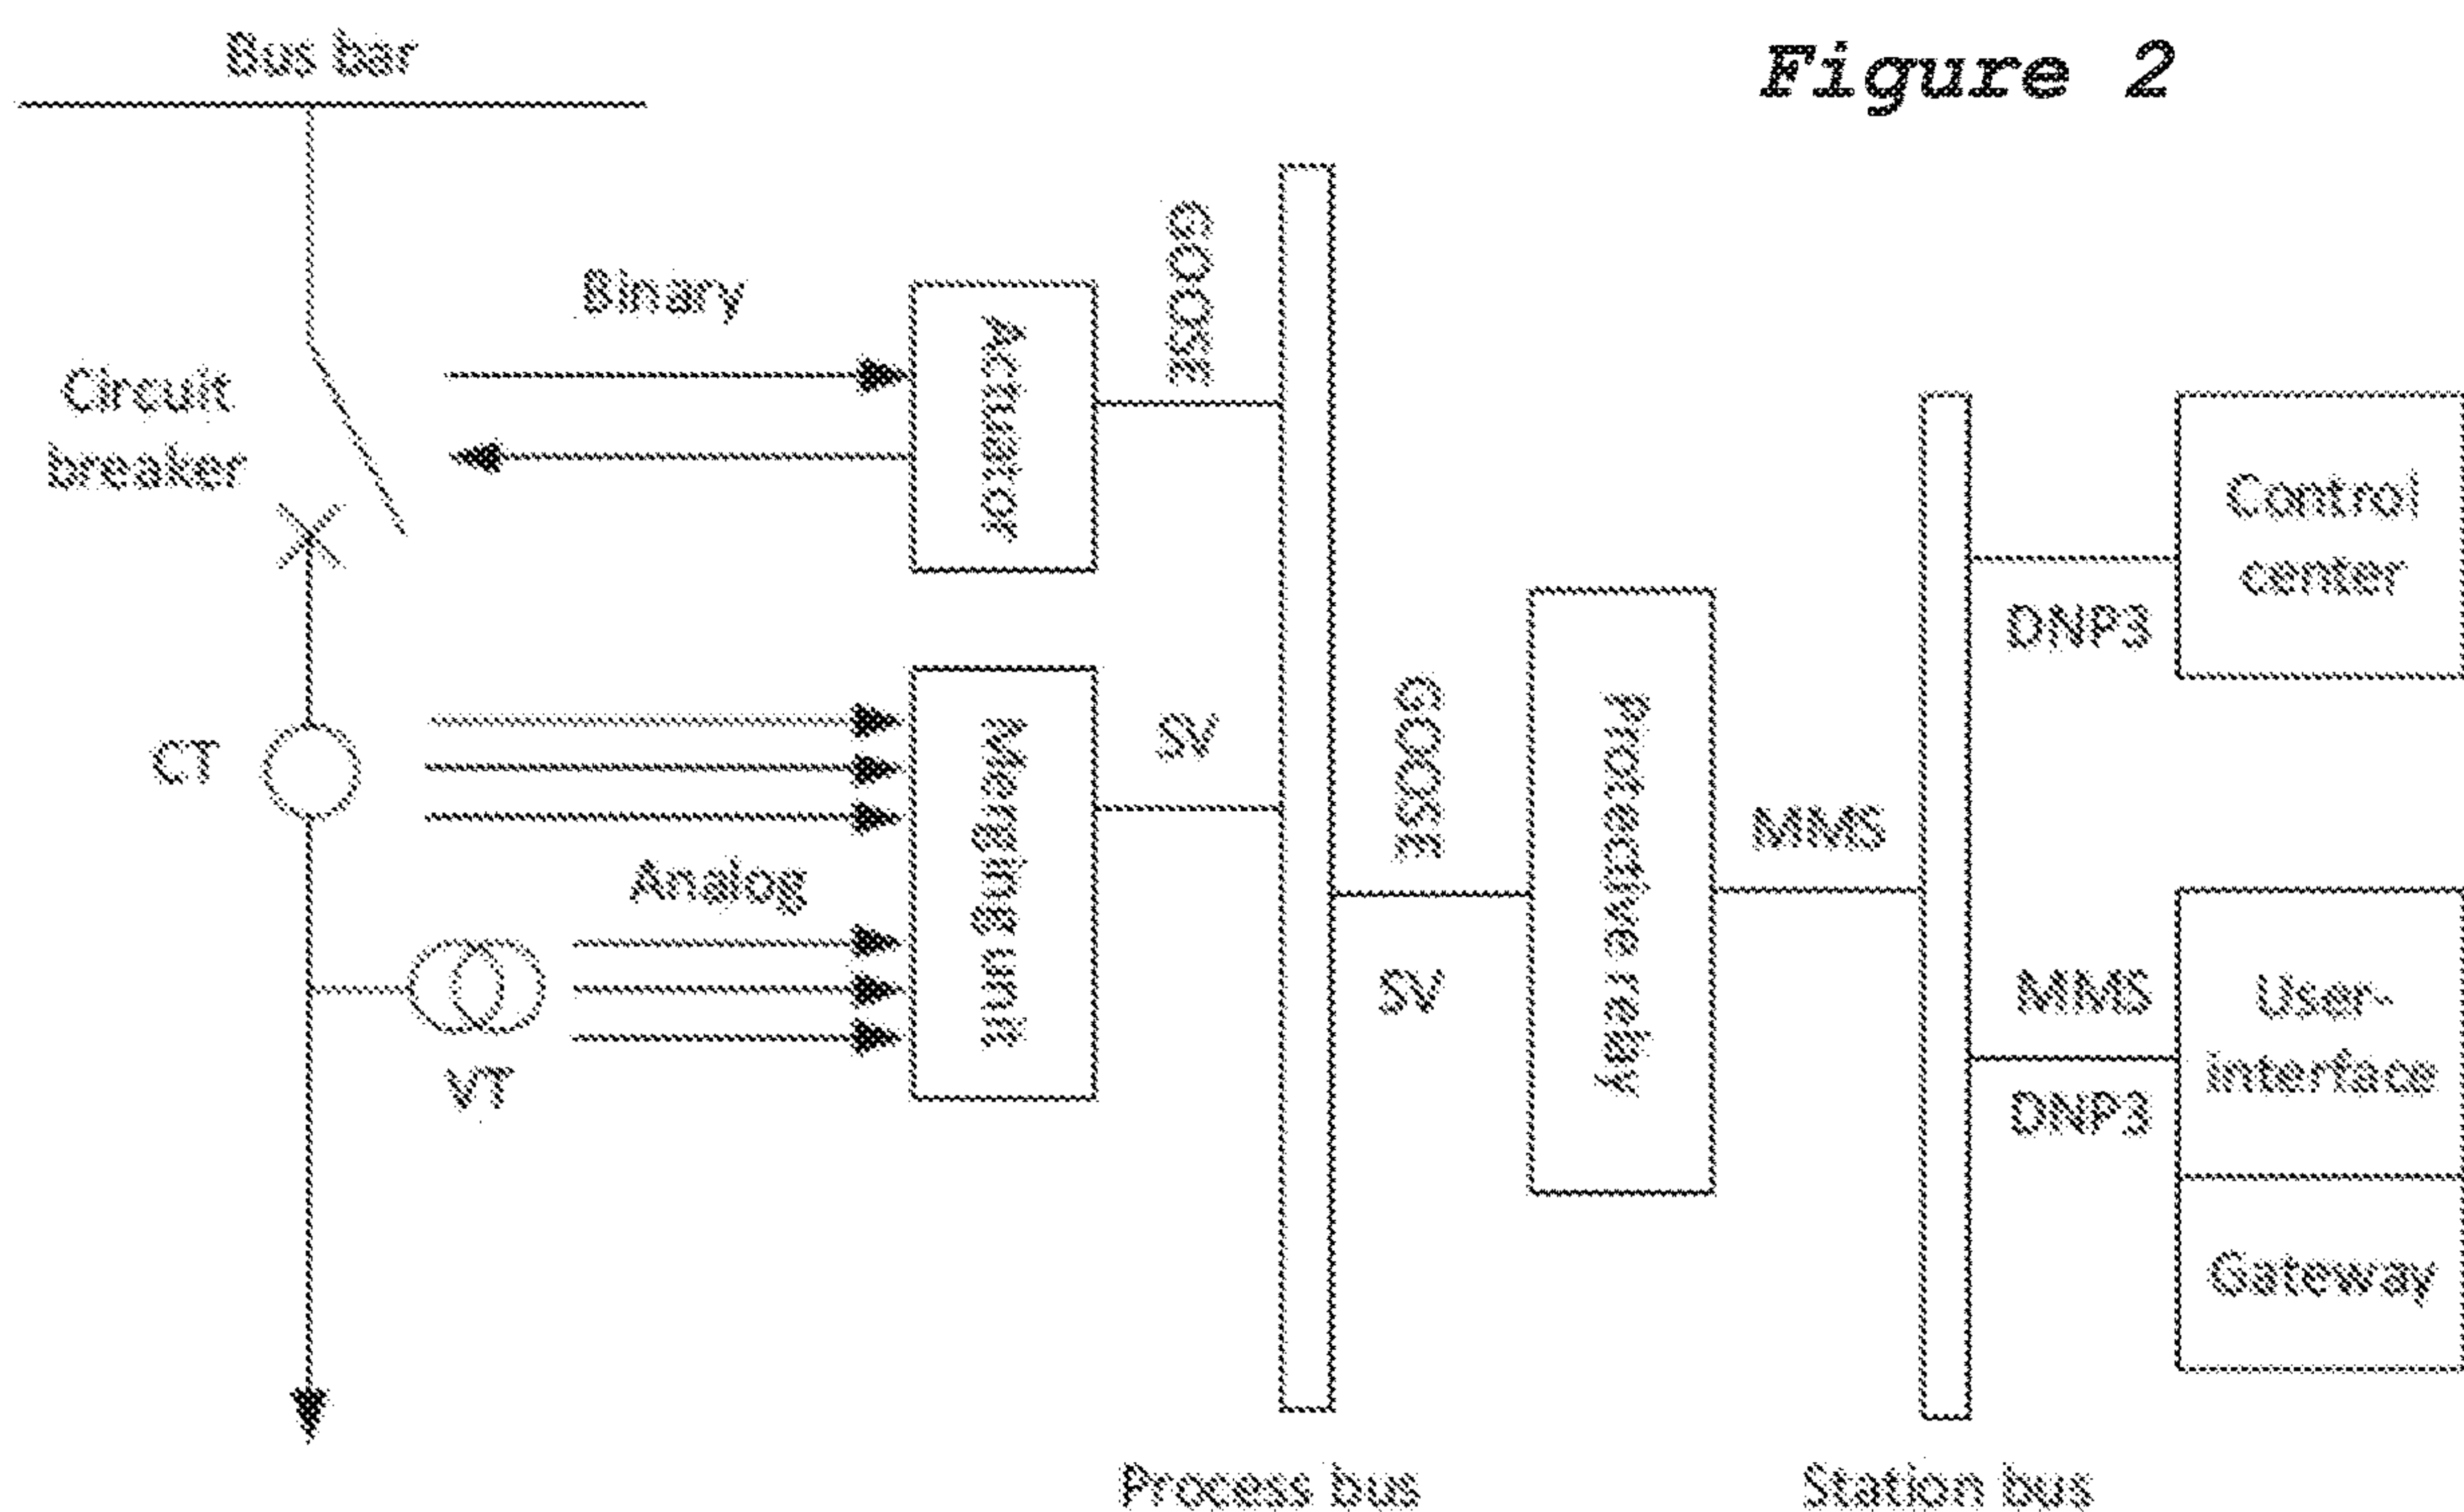 Bus bar
Figure 2
GOOSE
Binary
Actuator
Circuit
breaker
Control
center
DNP3
GOOSE
Protective relay
Merging unit
SV
CT
MMS
Analog
SV
MMS
User-
interface
VT
DNP3
Gateway
Process bus
Station bus